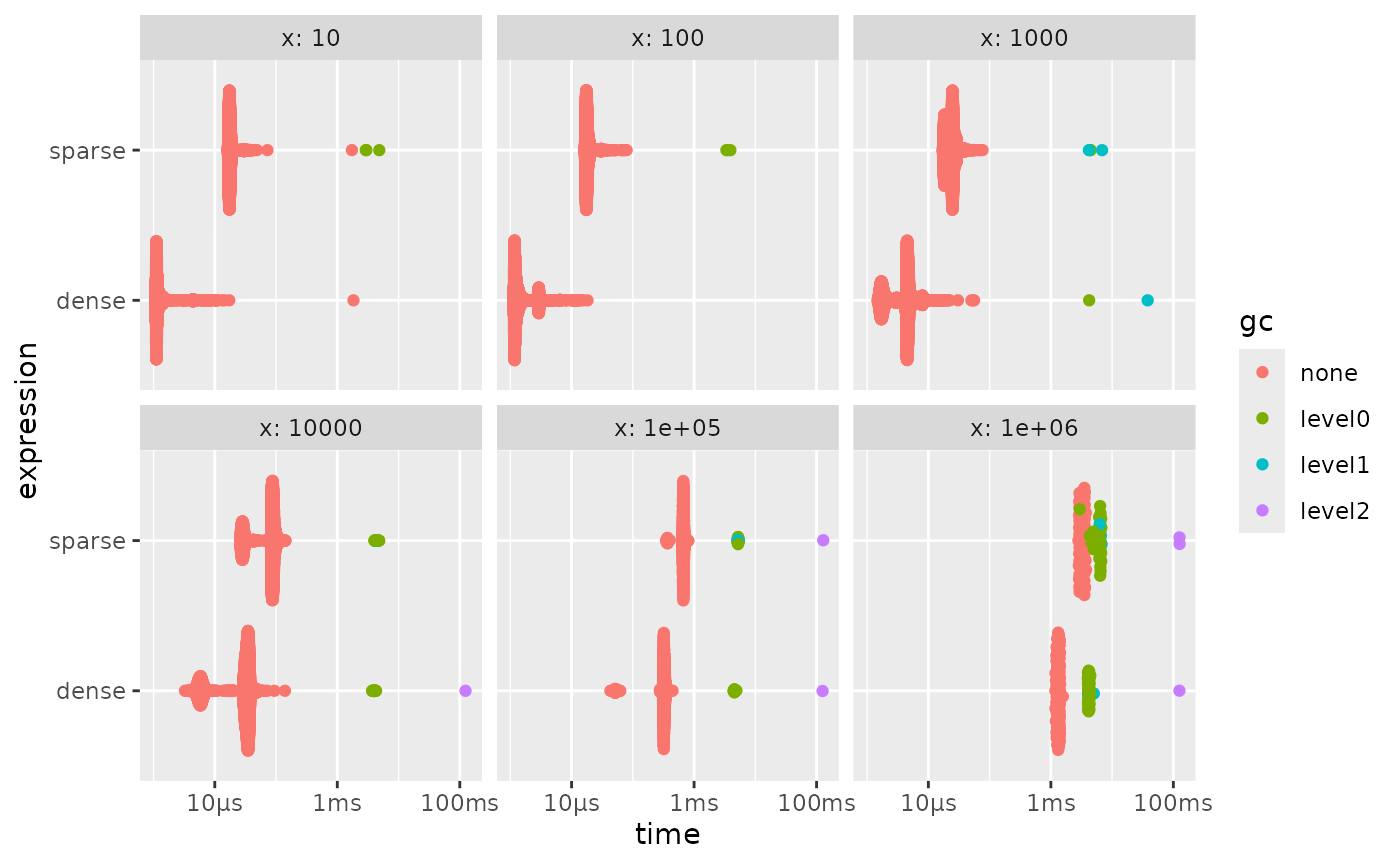 x: 10
x: 100
x: 1000
sparse
dense
x: 10000
x: 1e+05
x: 1e+06
sparse
dense
10µs
1ms
100ms
10µs
1ms
100ms
10µs
1ms
100ms
time
expression
gc
none
level0
level1
level2